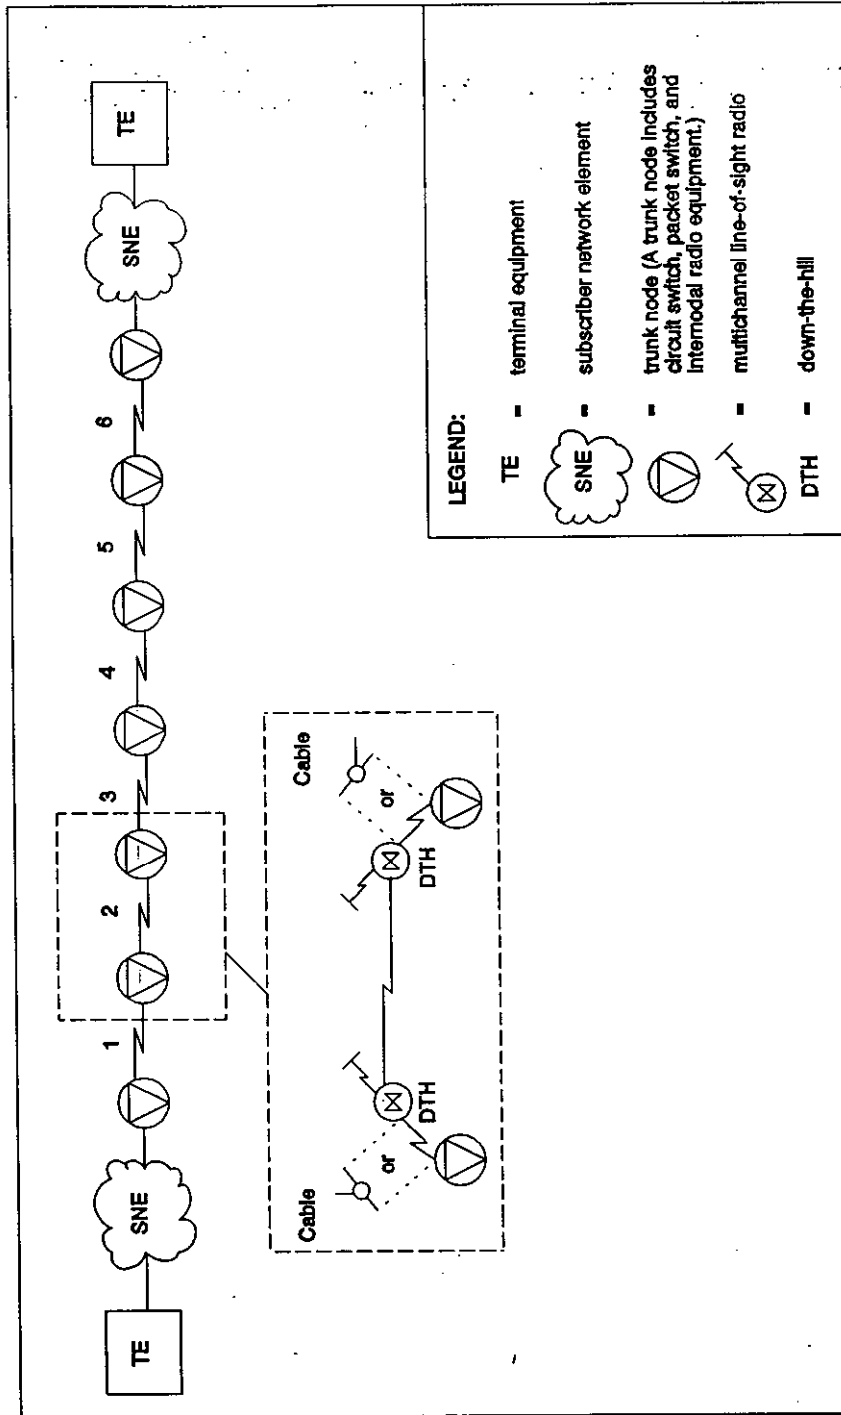 TE
SNE
1
2
3
4
5
6
SNE
TE
Cable
or
DTH
Cable
or
DTH
LEGEND:
TE = terminal equipment
SNE = subscriber network element
= trunk node (A trunk node includes
circuit switch, packet switch, and
internodal radio equipment.)
= multichannel line-of-sight radio
DTH = down-the-hill